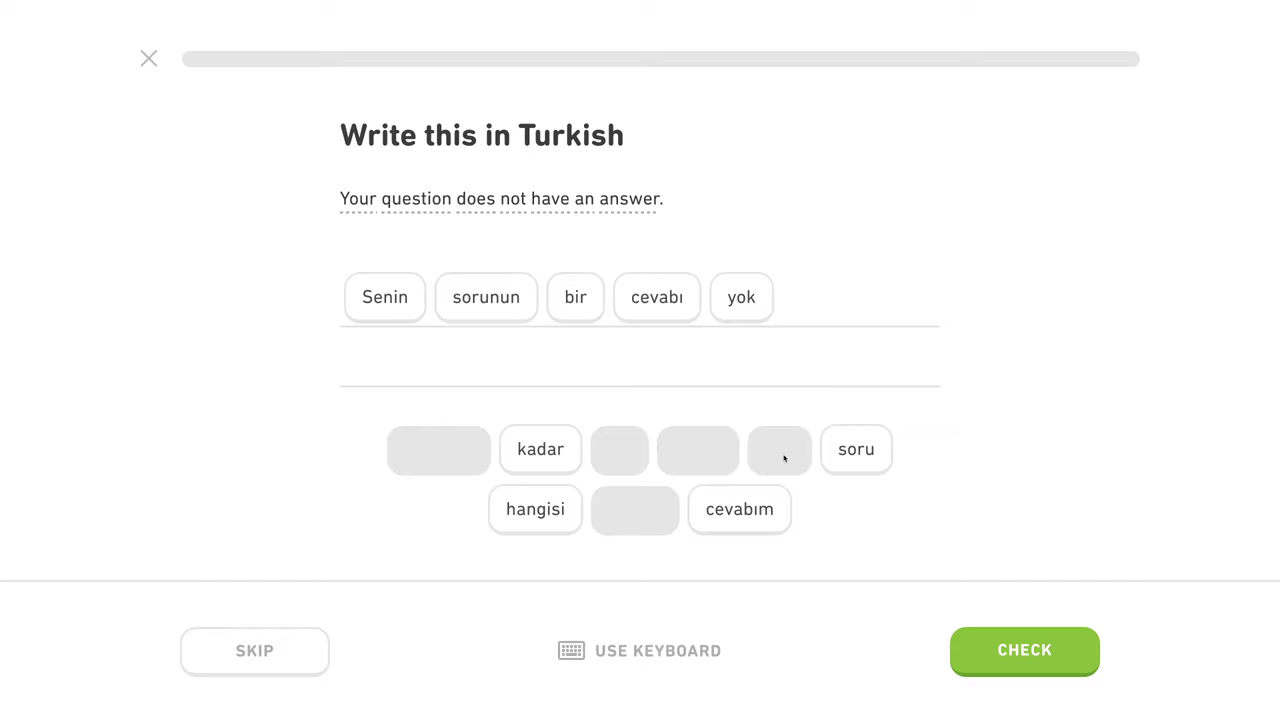 Write this in Turkish
Your question does not have an answer.
Senin sorunun bir cevabı yok
kadar soru
hangisi cevabım
SKIP USE KEYBOARD CHECK